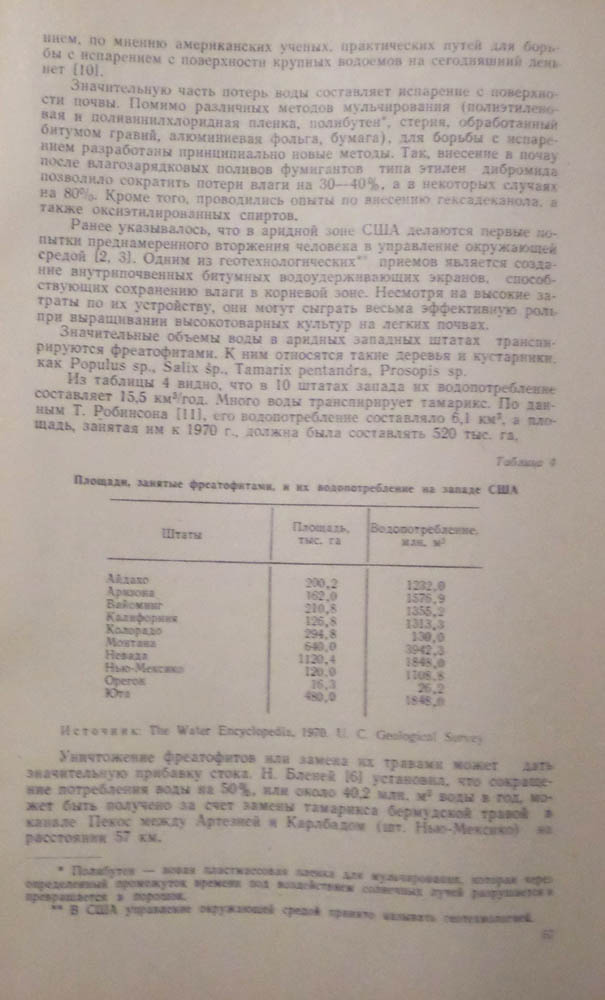 нием, по мнению американских ученых, практических путей для борь-
бы с испарением с поверхности крупных водоемов на сегодняшний день
нет [10].
Значительную часть потерь воды составляет испарение с поверхно-
сти почвы. Помимо различных методов мульчирования (полиэтилено-
вая и поливинилхлоридная пленка, полибутен*, стерня, обработанный
битумом гравий, алюминиевая фольга, бумага), для борьбы с испаре-
нием разработаны принципиально новые методы. Так, внесение в почву
после влагозарядковых поливов фумигантов типа этилен дибромида
позволило сократить потери влаги на 30—40%, а в некоторых случаях
на 80%. Кроме того, проводились опыты по внесению гексадеканола, а
также оксиэтилированных спиртов.
Ранее указывалось, что в аридной зоне США делаются первые по-
пытки преднамеренного вторжения человека в управление окружающей
средой [2, 3]. Одним из геотехнологических** приемов является созда-
ние внутрипочвенных битумных водоудерживающих экранов, способ-
ствующих сохранению влаги в корневой зоне. Несмотря на высокие за-
траты по их устройству, они могут сыграть весьма эффективную роль
при выращивании высокотоварных культур на легких почвах.
Значительные объемы воды в аридных западных штатах транспи-
рируются фреатофитами. К ним относятся такие деревья и кустарники,
как Populus sp., Salix sp., Tamarix pentandra, Prosopis sp.
Из таблицы 4 видно, что в 10 штатах запада их водопотребление
составляет 15,5 км³/год. Много воды транспирирует тамарикс. По дан-
ным Т. Робинсона [11], его водопотребление составляло 6,1 км³, а пло-
щадь, занятая им к 1970 г., должна была составлять 520 тыс. га.
Таблица 4
Площади, занятые фреатофитами, и их водопотребление на западе США
Штаты Площадь, тыс. га Водопотребление, млн. м³
Айдахо 200,2 1232,0
Аризона 162,0 1576,9
Вайоминг 210,8 1355,2
Калифорния 126,8 1313,3
Колорадо 294,8 130,0
Монтана 640,0 3942,3
Невада 1120,4 1848,0
Нью-Мексико 120,0 1108,8
Орегон 16,3 26,2
Юта 480,0 1848,0
Источник: The Water Encyclopedia, 1970. U. C. Geological Survey
Уничтожение фреатофитов или замена их травами может дать
значительную прибавку стока. Н. Бленей [6] установил, что сокраще-
ние потребления воды на 50%, или около 40,2 млн. м³ воды в год, мо-
жет быть получено за счет замены тамарикса бермудской травой в
канале Пекос между Артезией и Карлбадом (шт. Нью-Мексико) на
расстоянии 57 км.
* Полибутен — новая пластмассовая пленка для мульчирования, которая через
определенный промежуток времени под воздействием солнечных лучей разрушается и
превращается в порошок.
** В США управление окружающей средой принято называть геотехнологией.